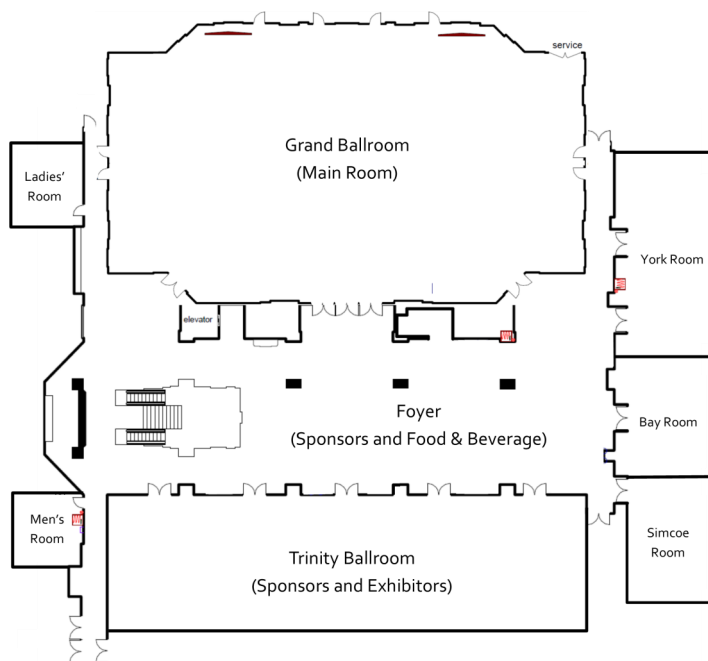 service
Grand Ballroom
(Main Room)
Ladies'
Room
York Room
elevator
Foyer
(Sponsors and Food & Beverage)
Bay Room
Men's
Room
Trinity Ballroom
(Sponsors and Exhibitors)
Simcoe
Room